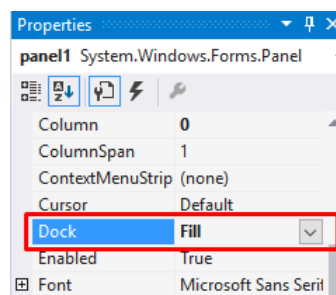 Properties
panel1 System.Windows.Forms.Panel
Column 0
ColumnSpan 1
ContextMenuStrip (none)
Cursor Default
Dock Fill
Enabled True
Font Microsoft Sans Serif